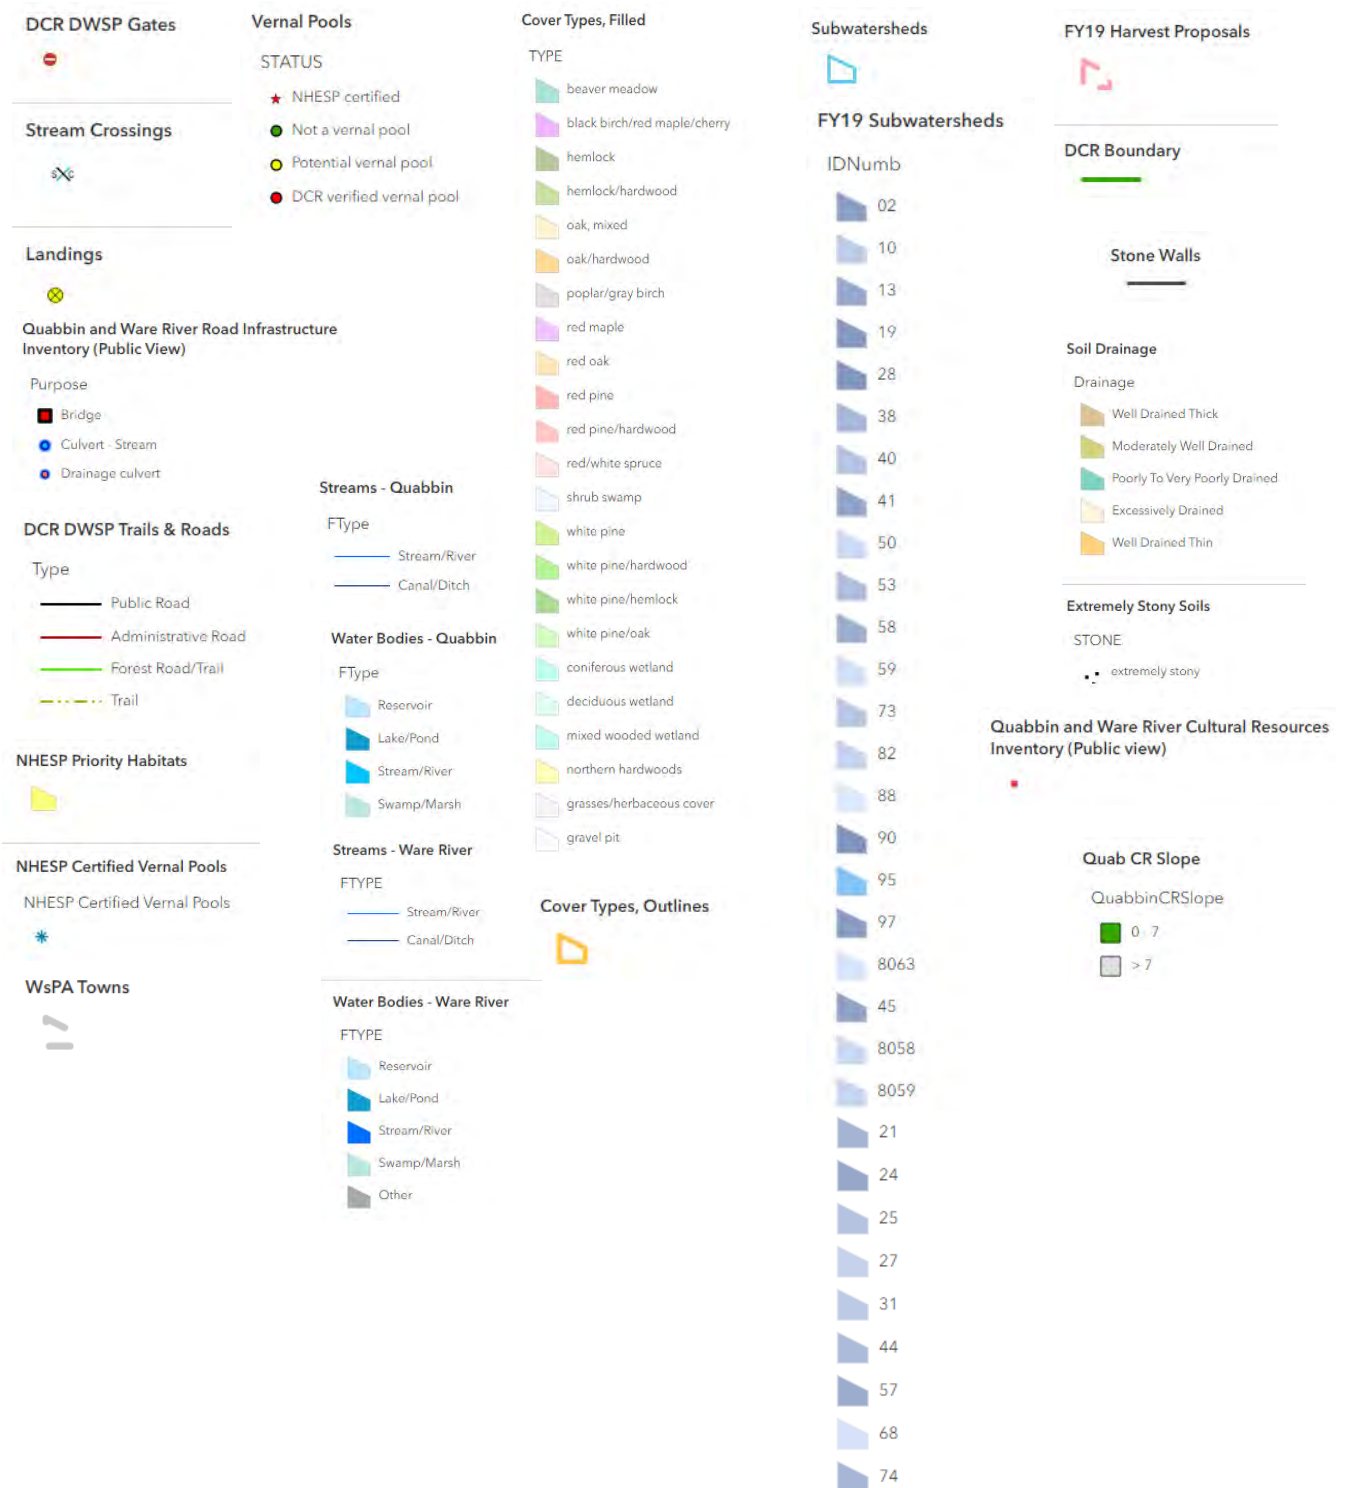 DCR DWSP Gates
Stream Crossings
S C
Landings
Quabbin and Ware River Road Infrastructure
Inventory (Public View)
Purpose
Bridge
Culvert - Stream
Drainage culvert
DCR DWSP Trails & Roads
Type
Public Road
Administrative Road
Forest Road/Trail
Trail
NHESP Priority Habitats
NHESP Certified Vernal Pools
NHESP Certified Vernal Pools
WsPA Towns
Vernal Pools
STATUS
NHESP certified
Not a vernal pool
Potential vernal pool
DCR verified vernal pool
Streams - Quabbin
FType
Stream/River
Canal/Ditch
Water Bodies - Quabbin
FType
Reservoir
Lake/Pond
Stream/River
Swamp/Marsh
Streams - Ware River
FTYPE
Stream/River
Canal/Ditch
Water Bodies - Ware River
FTYPE
Reservoir
Lake/Pond
Stream/River
Swamp/Marsh
Other
Cover Types, Filled
TYPE
beaver meadow
black birch/red maple/cherry
hemlock
hemlock/hardwood
oak, mixed
oak/hardwood
poplar/gray birch
red maple
red oak
red pine
red pine/hardwood
red/white spruce
shrub swamp
white pine
white pine/hardwood
white pine/hemlock
white pine/oak
coniferous wetland
deciduous wetland
mixed wooded wetland
northern hardwoods
grasses/herbaceous cover
gravel pit
Cover Types, Outlines
Subwatersheds
FY19 Subwatersheds
IDNumb
02
10
13
19
28
38
40
41
50
53
58
59
73
82
88
90
95
97
8063
45
8058
8059
21
24
25
27
31
44
57
68
74
FY19 Harvest Proposals
DCR Boundary
Stone Walls
Soil Drainage
Drainage
Well Drained Thick
Moderately Well Drained
Poorly To Very Poorly Drained
Excessively Drained
Well Drained Thin
Extremely Stony Soils
STONE
extremely stony
Quabbin and Ware River Cultural Resources
Inventory (Public view)
Quab CR Slope
QuabbinCRSlope
0 - 7
> 7